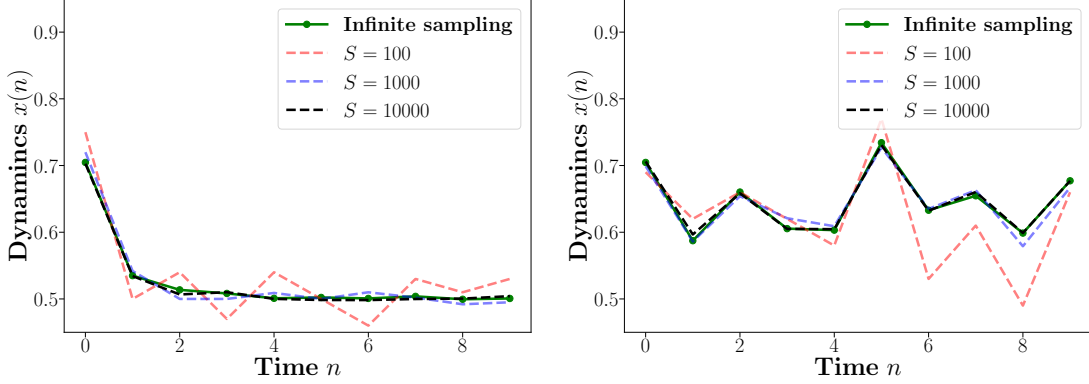 0.9
0.8
0.7
0.6
0.5
Dynamincs x(n)
0 2 4 6 8
Time n
Infinite sampling
S = 100
S = 1000
S = 10000
0.9
0.8
0.7
0.6
0.5
Dynamincs x(n)
0 2 4 6 8
Time n
Infinite sampling
S = 100
S = 1000
S = 10000